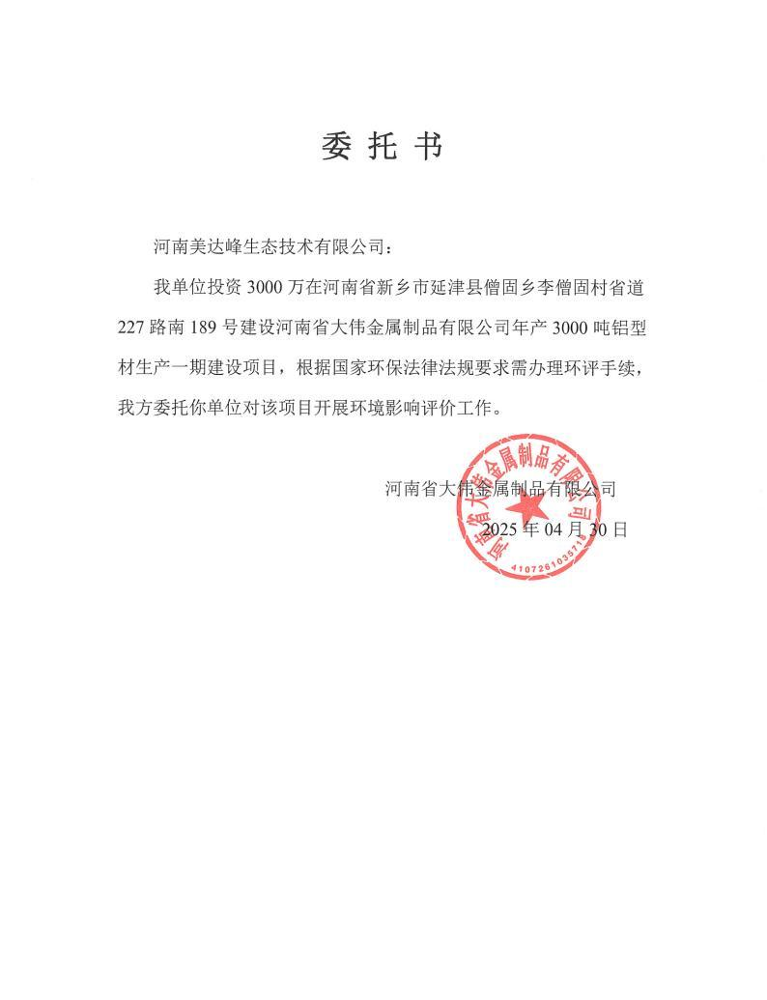 委托书
河南美达峰生态技术有限公司：
我单位投资 3000 万在河南省新乡市延津县僧固乡李僧固村省道
227 路南 189 号建设河南省大伟金属制品有限公司年产 3000 吨铝型
材生产一期建设项目，根据国家环保法律法规要求需办理环评手续，
我方委托你单位对该项目开展环境影响评价工作。
河南省大伟金属制品有限公司
2025 年 04 月 30 日
河南省大伟金属制品有限公司
4107261035718